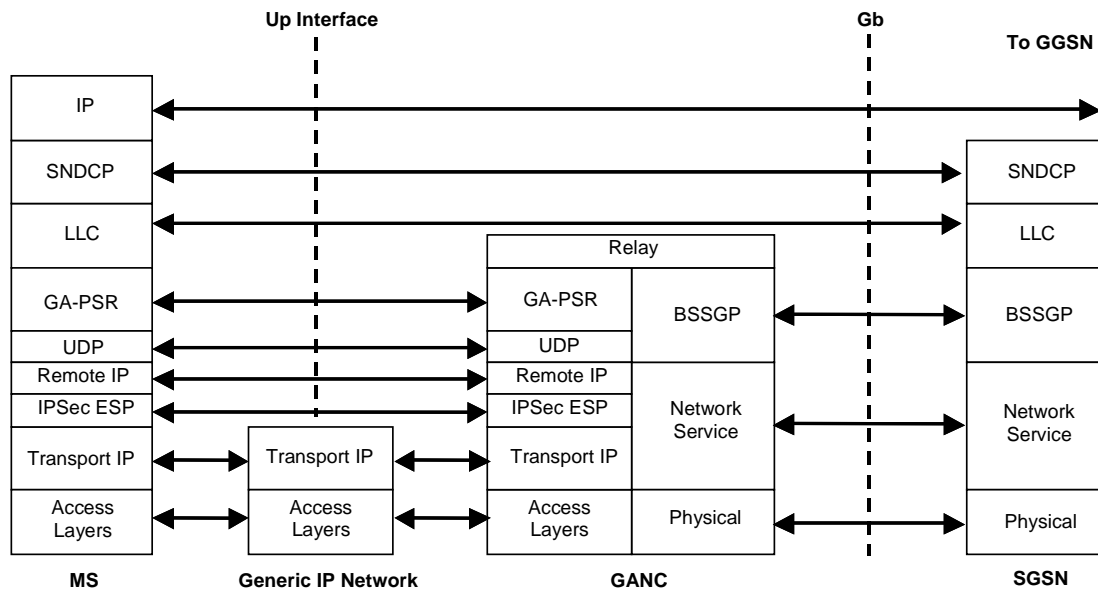 Up Interface
Gb
To GGSN
IP
SNDCP
SNDCP
LLC
LLC
Relay
GA-PSR
GA-PSR
BSSGP
BSSGP
UDP
UDP
Remote IP
Remote IP
IPSec ESP
IPSec ESP
Network
Service
Network
Service
Transport IP
Transport IP
Transport IP
Access
Layers
Access
Layers
Access
Layers
Physical
Physical
MS
Generic IP Network
GANC
SGSN